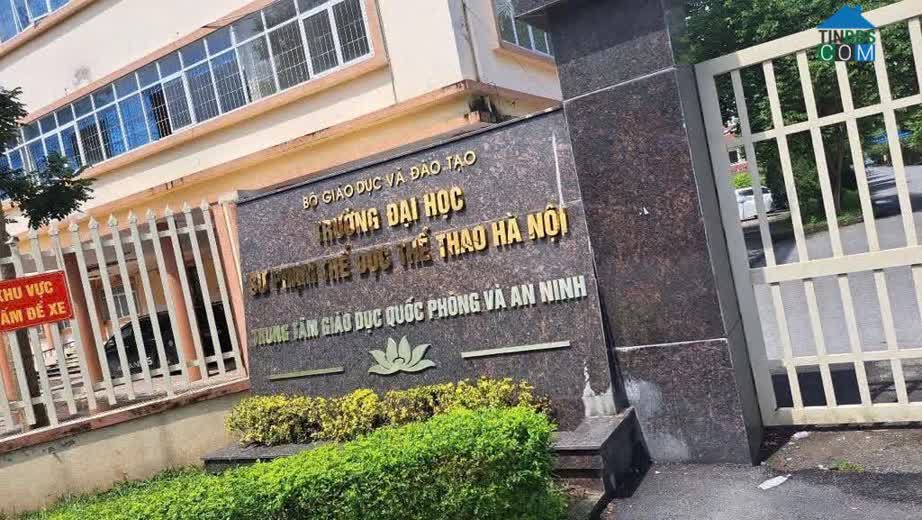 TINBDS
COM
BỘ GIÁO DỤC VÀ ĐÀO TẠO
TRƯỜNG ĐẠI HỌC
SƯ PHẠM THỂ DỤC THỂ THAO HÀ NỘI
TRUNG TÂM GIÁO DỤC QUỐC PHÒNG VÀ AN NINH
KHU VỰC
CẤM ĐỂ XE